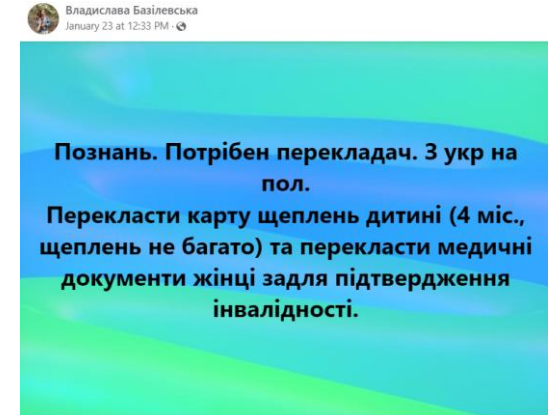 Владислава Базілевська
January 23 at 12:33 PM ·
Познань. Потрібен перекладач. З укр на
пол.
Перекласти карту щеплень дитині (4 міс.,
щеплень не багато) та перекласти медичні
документи жінці задля підтвердження
інвалідності.